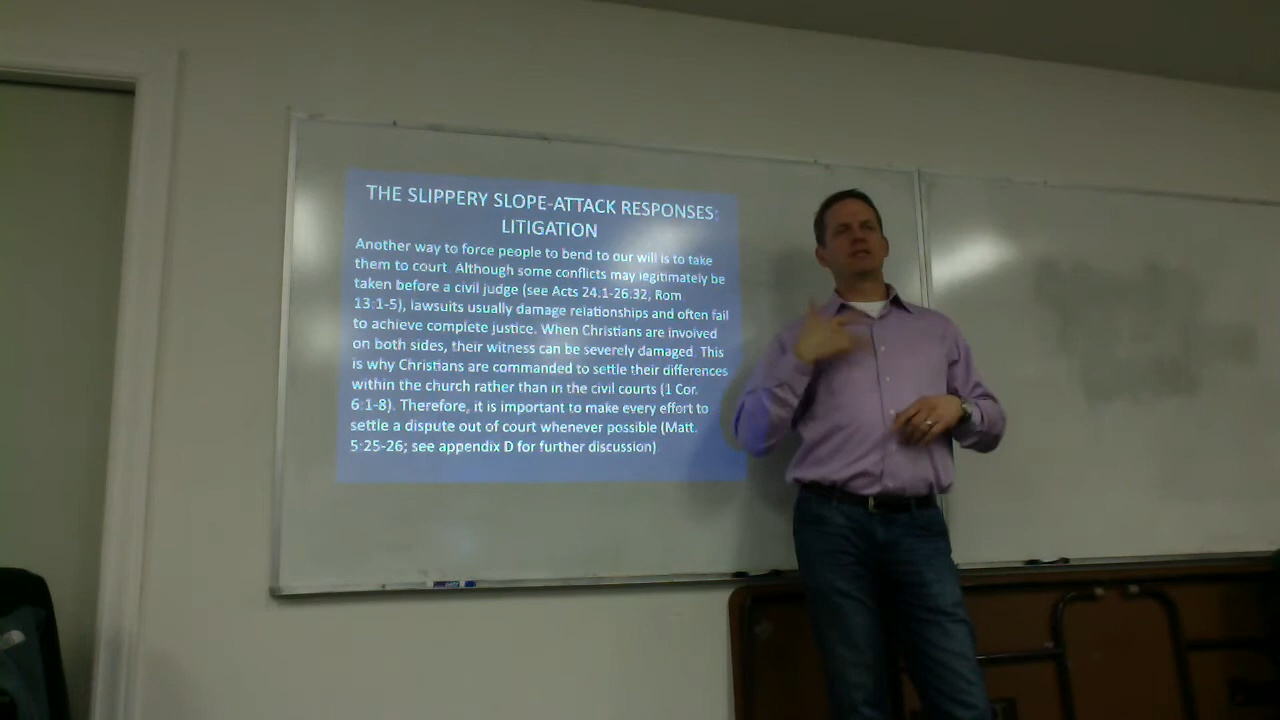 THE SLIPPERY SLOPE-ATTACK RESPONSES:
LITIGATION
Another way to force people to bend to our will is to take
them to court. Although some conflicts may legitimately be
taken before a civil judge (see Acts 24.1-26.32, Rom
13:1-5), lawsuits usually damage relationships and often fail
to achieve complete justice. When Christians are involved
on both sides, their witness can be severely damaged. This
is why Christians are commanded to settle their differences
within the church rather than in the civil courts (1 Cor.
6:1-8). Therefore, it is important to make every effort to
settle a dispute out of court whenever possible (Matt.
5:25-26; see appendix D for further discussion)